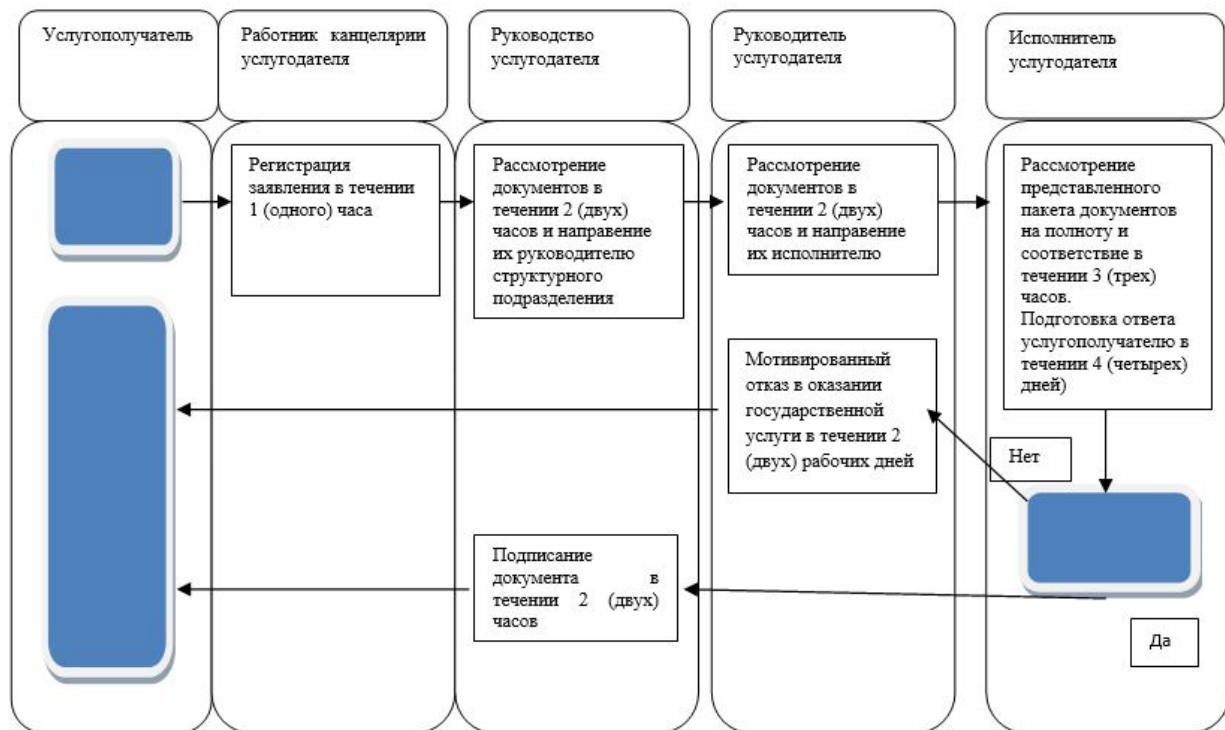 Услугополучатель
Работник канцелярии
услугодателя
Руководство
услугодателя
Руководитель
услугодателя
Исполнитель
услугодателя
Регистрация
заявления в течении
1 (одного) часа
Рассмотрение
документов в
течении 2 (двух)
часов и направение
их руководителю
структурного
подразделения
Рассмотрение
документов в
течении 2 (двух)
часов и направение
их исполнителю
Рассмотрение
представленного
пакета документов
на полноту и
соответствие в
течении 3 (трех)
часов.
Подготовка ответа
услугополучателю в
течении 4 (четырех)
дней)
Мотивированный
отказ в оказании
государственной
услуги в течении 2
(двух) рабочих дней
Нет
Подписание
документа в
течении 2 (двух)
часов
Да